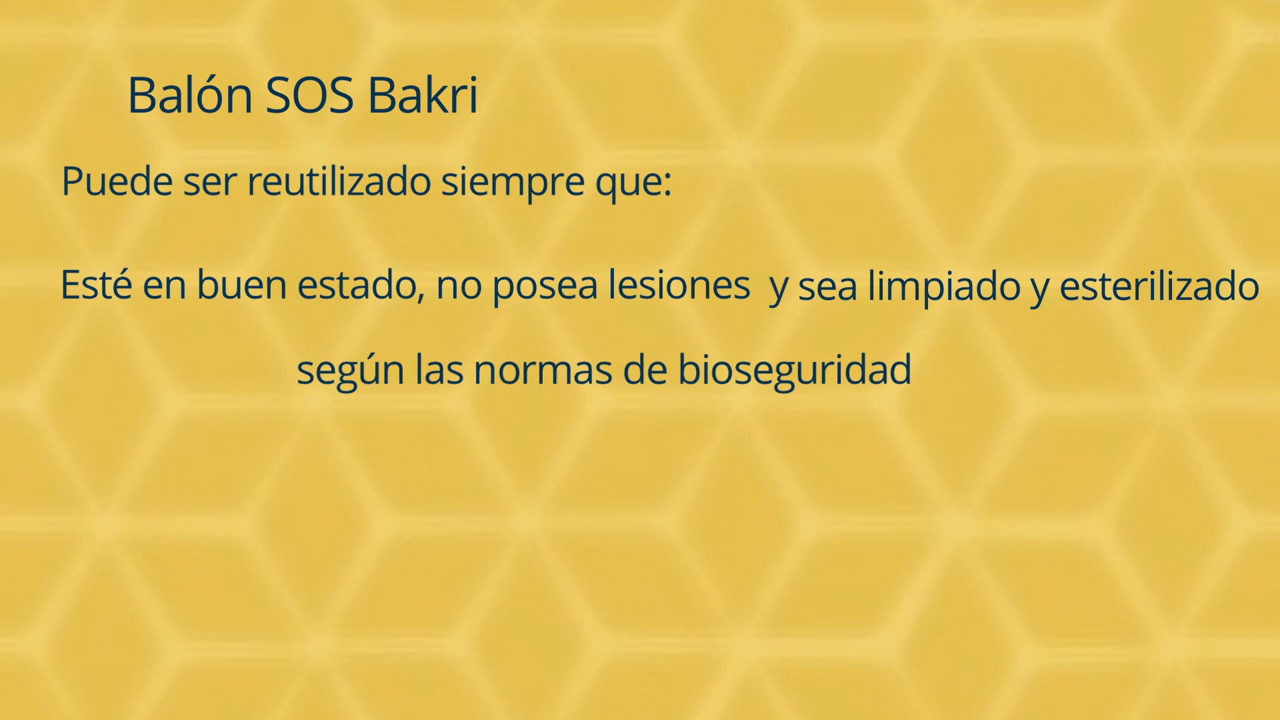 Balón SOS Bakri
Puede ser reutilizado siempre que:
Esté en buen estado, no posea lesiones y sea limpiado y esterilizado
según las normas de bioseguridad